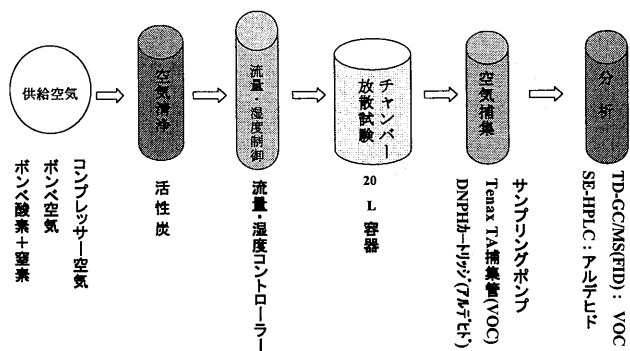 供給空気
空気清浄
流量・湿度制御
チャンバー
放散試験
空気捕集
分析
コンプレッサー空気
ボンベ空気
ボンベ酸素＋窒素
活性炭
流量・湿度コントローラー
20
L
容器
サンプリングポンプ
Tenax TA捕集管(VOC)
DNPHカートリッジ(アルデヒド)
TD-GC/MS(FID)：VOC
SE-HPLC：アルデヒド